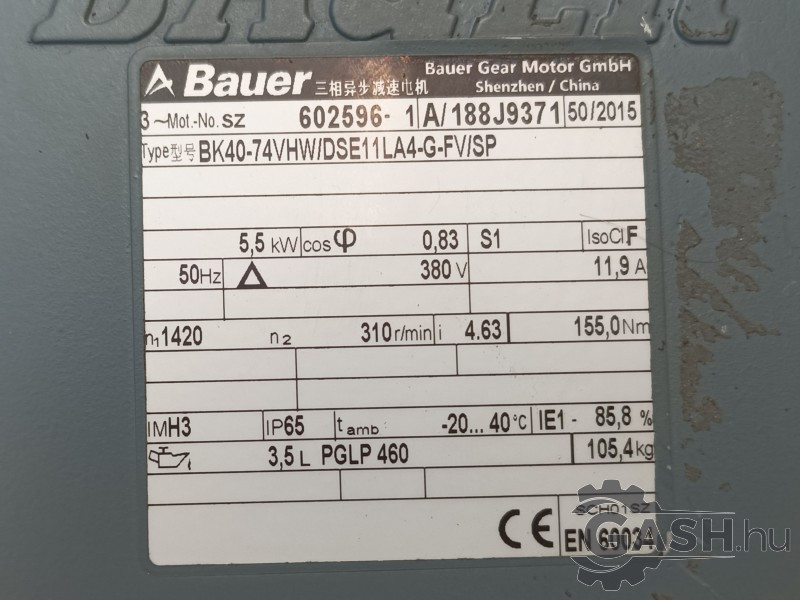 BAUER
Bauer 三相异步减速电机 Bauer Gear Motor GmbH
Shenzhen / China
3~Mot.-No. SZ 602596- 1 A/188J9371 50/2015
Type型号 BK40-74VHW/DSE11LA4-G-FV/SP
5,5 kW cos φ 0,83 S1 IsoCl.F
50Hz Δ 380 V 11,9 A
n1 1420 n2 310 r/min i 4.63 155,0 Nm
IM H3 IP65 tamb -20... 40°C IE1- 85,8 %
3,5 L PGLP 460 105,4 kg
SCH01SZ
CE EN 60034
GASH.hu